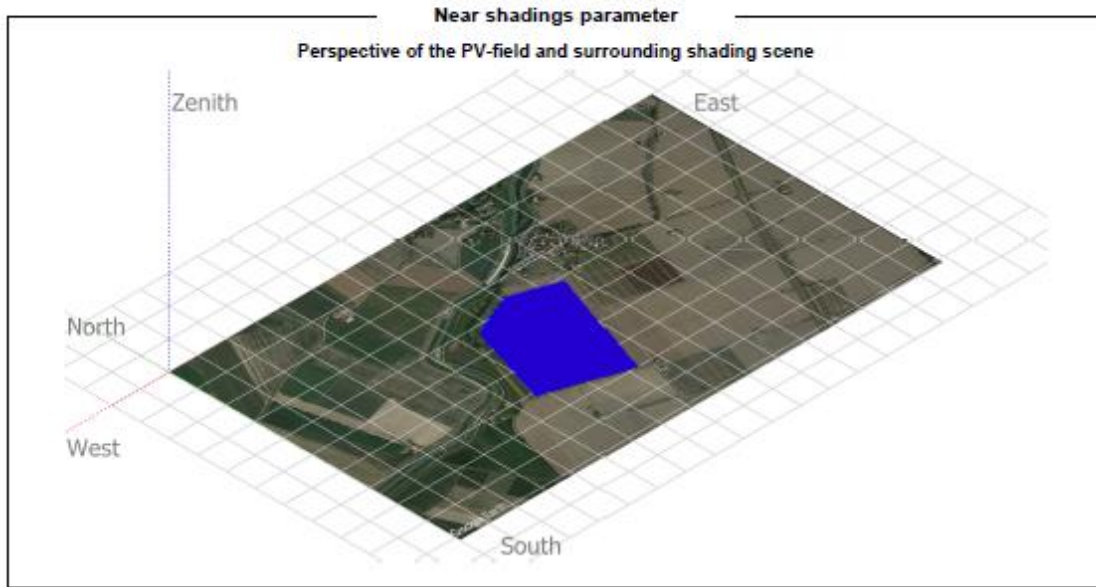 Near shadings parameter
Perspective of the PV-field and surrounding shading scene
Zenith
East
North
West
South